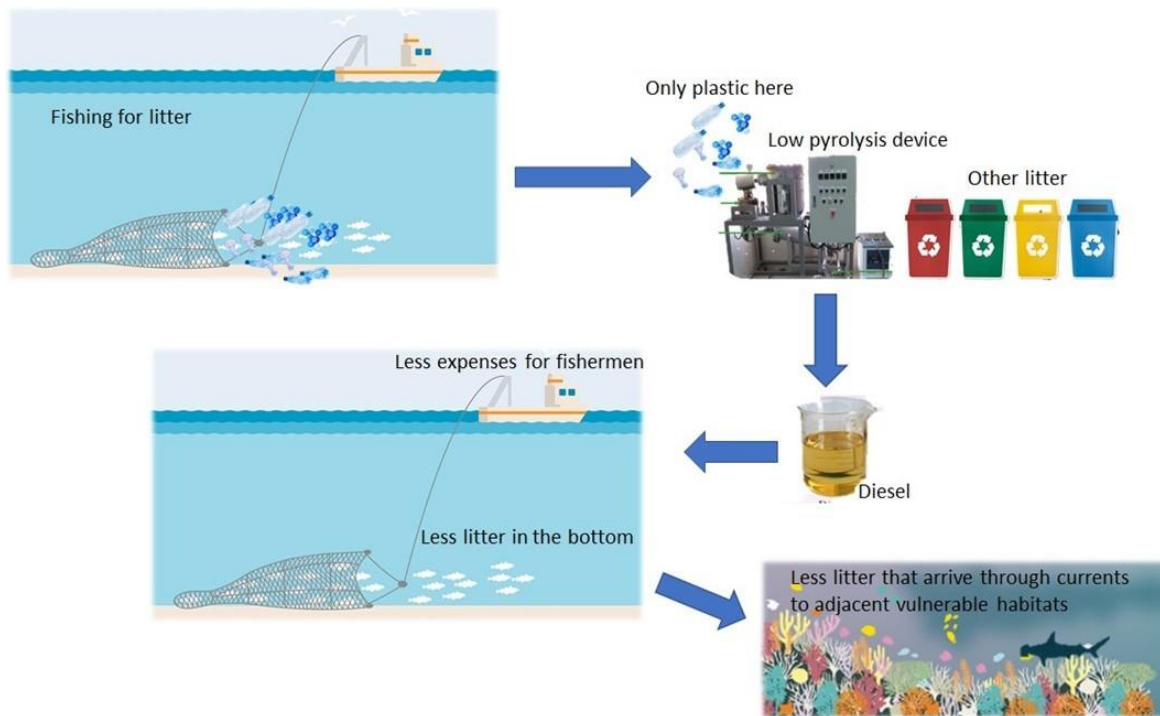 Fishing for litter
Only plastic here
Low pyrolysis device
Other litter
Diesel
Less expenses for fishermen
Less litter in the bottom
Less litter that arrive through currents
to adjacent vulnerable habitats